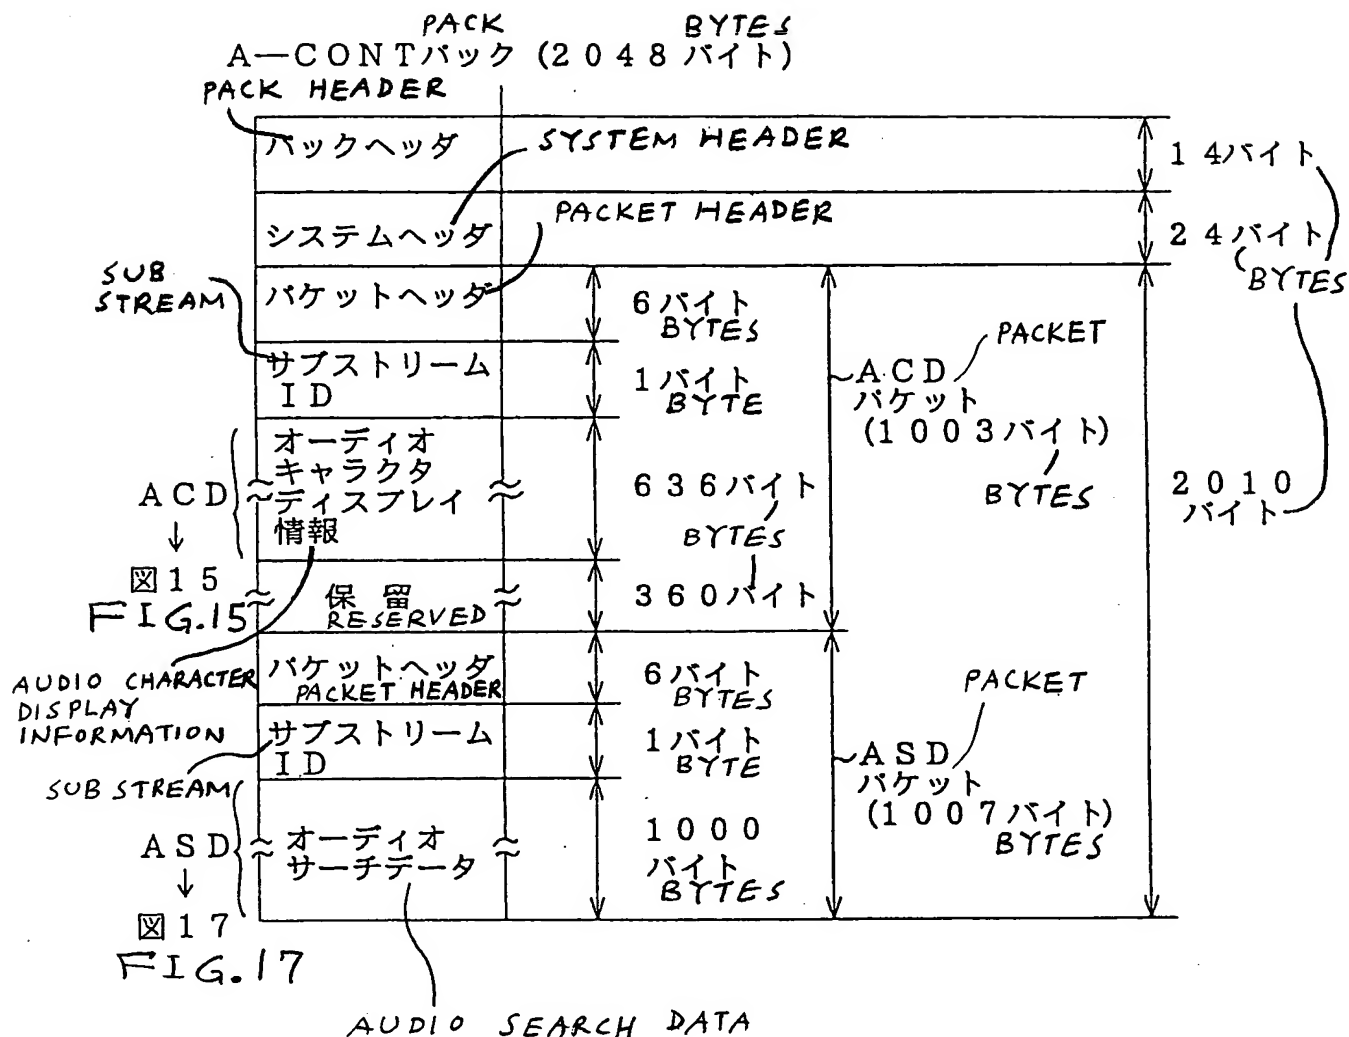 PACK BYTES
A—CONTパック (2048バイト)
PACK HEADER
パックヘッダ
SYSTEM HEADER
14バイト
システムヘッダ
PACKET HEADER
24バイト
BYTES
SUB
STREAM
パケットヘッダ
6バイト
BYTES
サブストリーム
ID
1バイト
BYTE
PACKET
ACD
パケット
(1003バイト)
BYTES
2010
バイト
ACD
↓
図15
FIG.15
オーディオ
キャラクタ
ディスプレイ
情報
636バイト
BYTES
保留
RESERVED
360バイト
AUDIO CHARACTER
DISPLAY
INFORMATION
パケットヘッダ
PACKET HEADER
6バイト
BYTES
PACKET
サブストリーム
ID
1バイト
BYTE
ASD
パケット
(1007バイト)
BYTES
SUB STREAM
ASD
↓
図17
FIG.17
オーディオ
サーチデータ
1000
バイト
BYTES
AUDIO SEARCH DATA